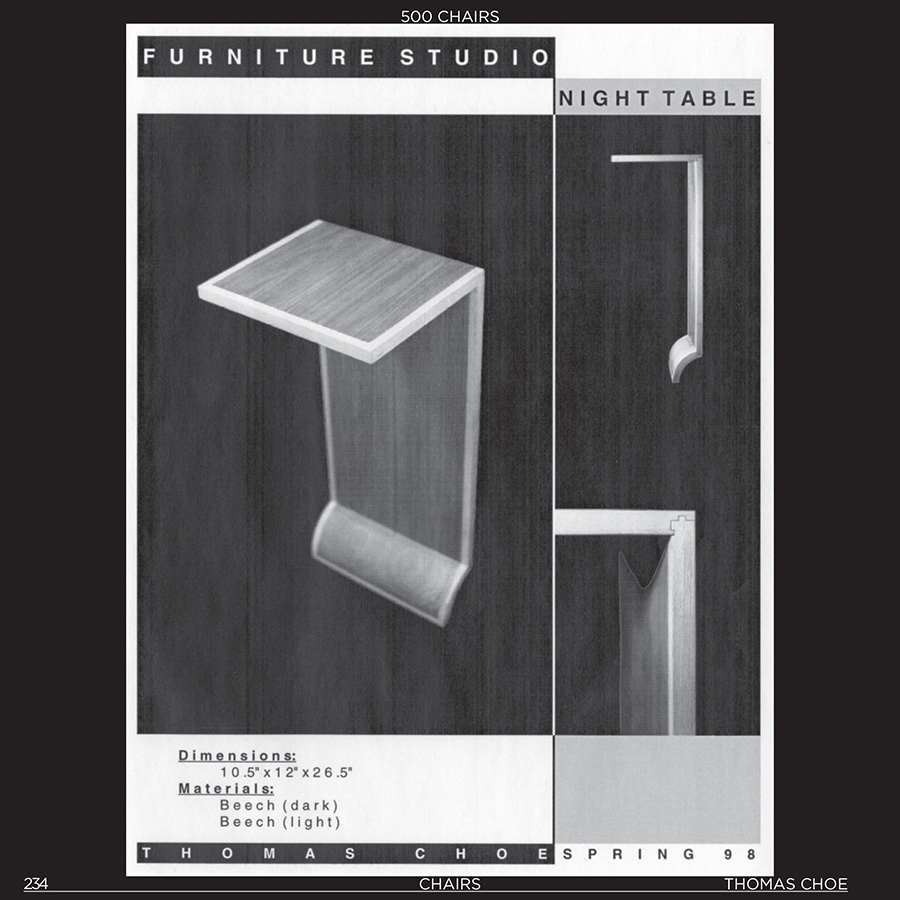 500 CHAIRS
FURNITURE STUDIO
NIGHT TABLE
Dimensions:
10.5"x12"x26.5"
Materials:
Beech (dark)
Beech (light)
THOMAS CHOE
SPRING 98
234
CHAIRS
THOMAS CHOE